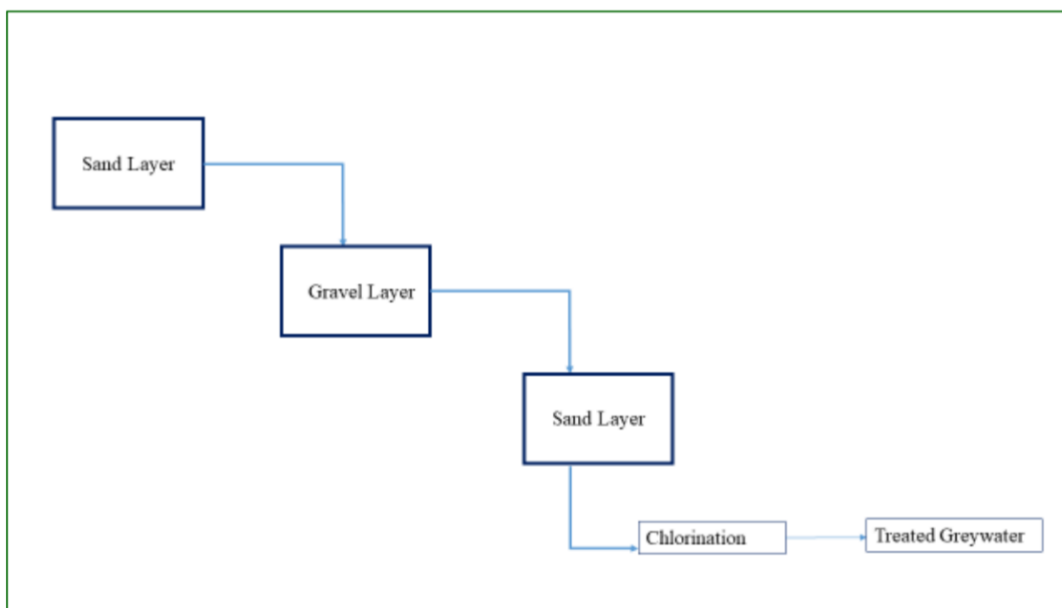 Sand Layer
Gravel Layer
Sand Layer
Chlorination
Treated Greywater